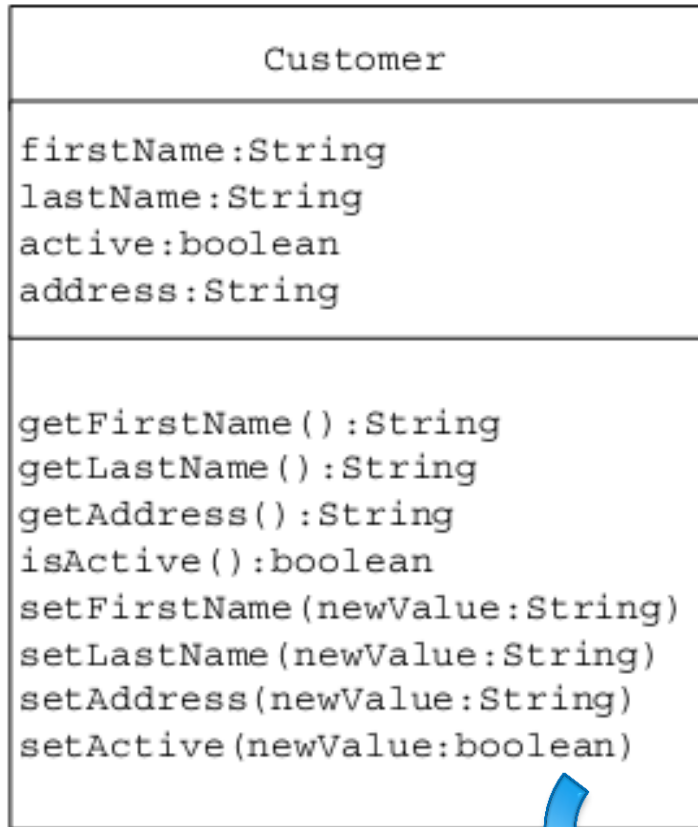 Customer
firstName:String
lastName:String
active:boolean
address:String
getFirstName():String
getLastName():String
getAddress():String
isActive():boolean
setFirstName(newValue:String)
setLastName(newValue:String)
setAddress(newValue:String)
setActive(newValue:boolean)